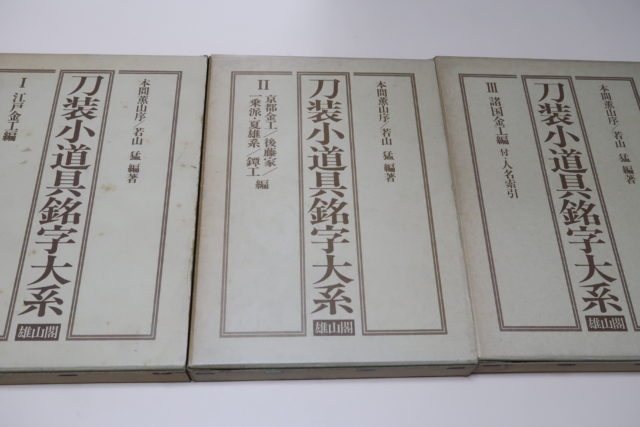 本間薫山序/若山 猛 編著
刀装小道具銘字大系
雄山閣
I 江戸金工編
本間薫山序/若山 猛 編著
刀装小道具銘字大系
雄山閣
II 京都金工/後藤家/
一乗派/夏雄系/鐔工 編
本間薫山序/若山 猛 編著
刀装小道具銘字大系
雄山閣
III 諸国金工編 付・人名索引